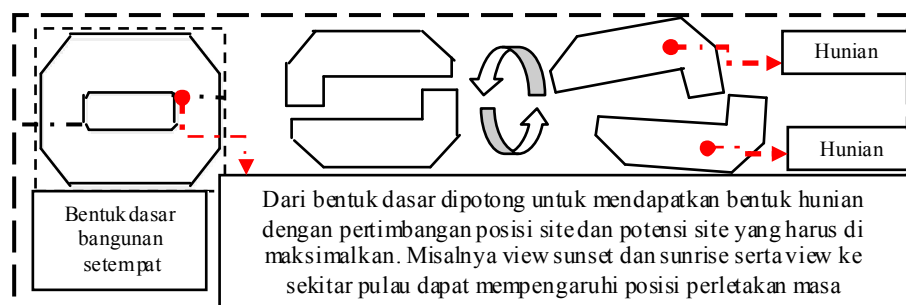 Hunian
Hunian
Bentuk dasar
bangunan
setempat
Dari bentuk dasar dipotong untuk mendapatkan bentuk hunian
dengan pertimbangan posisi site dan potensi site yang harus di
maksimalkan. Misalnya view sunset dan sunrise serta view ke
sekitar pulau dapat mempengaruhi posisi perletakan masa